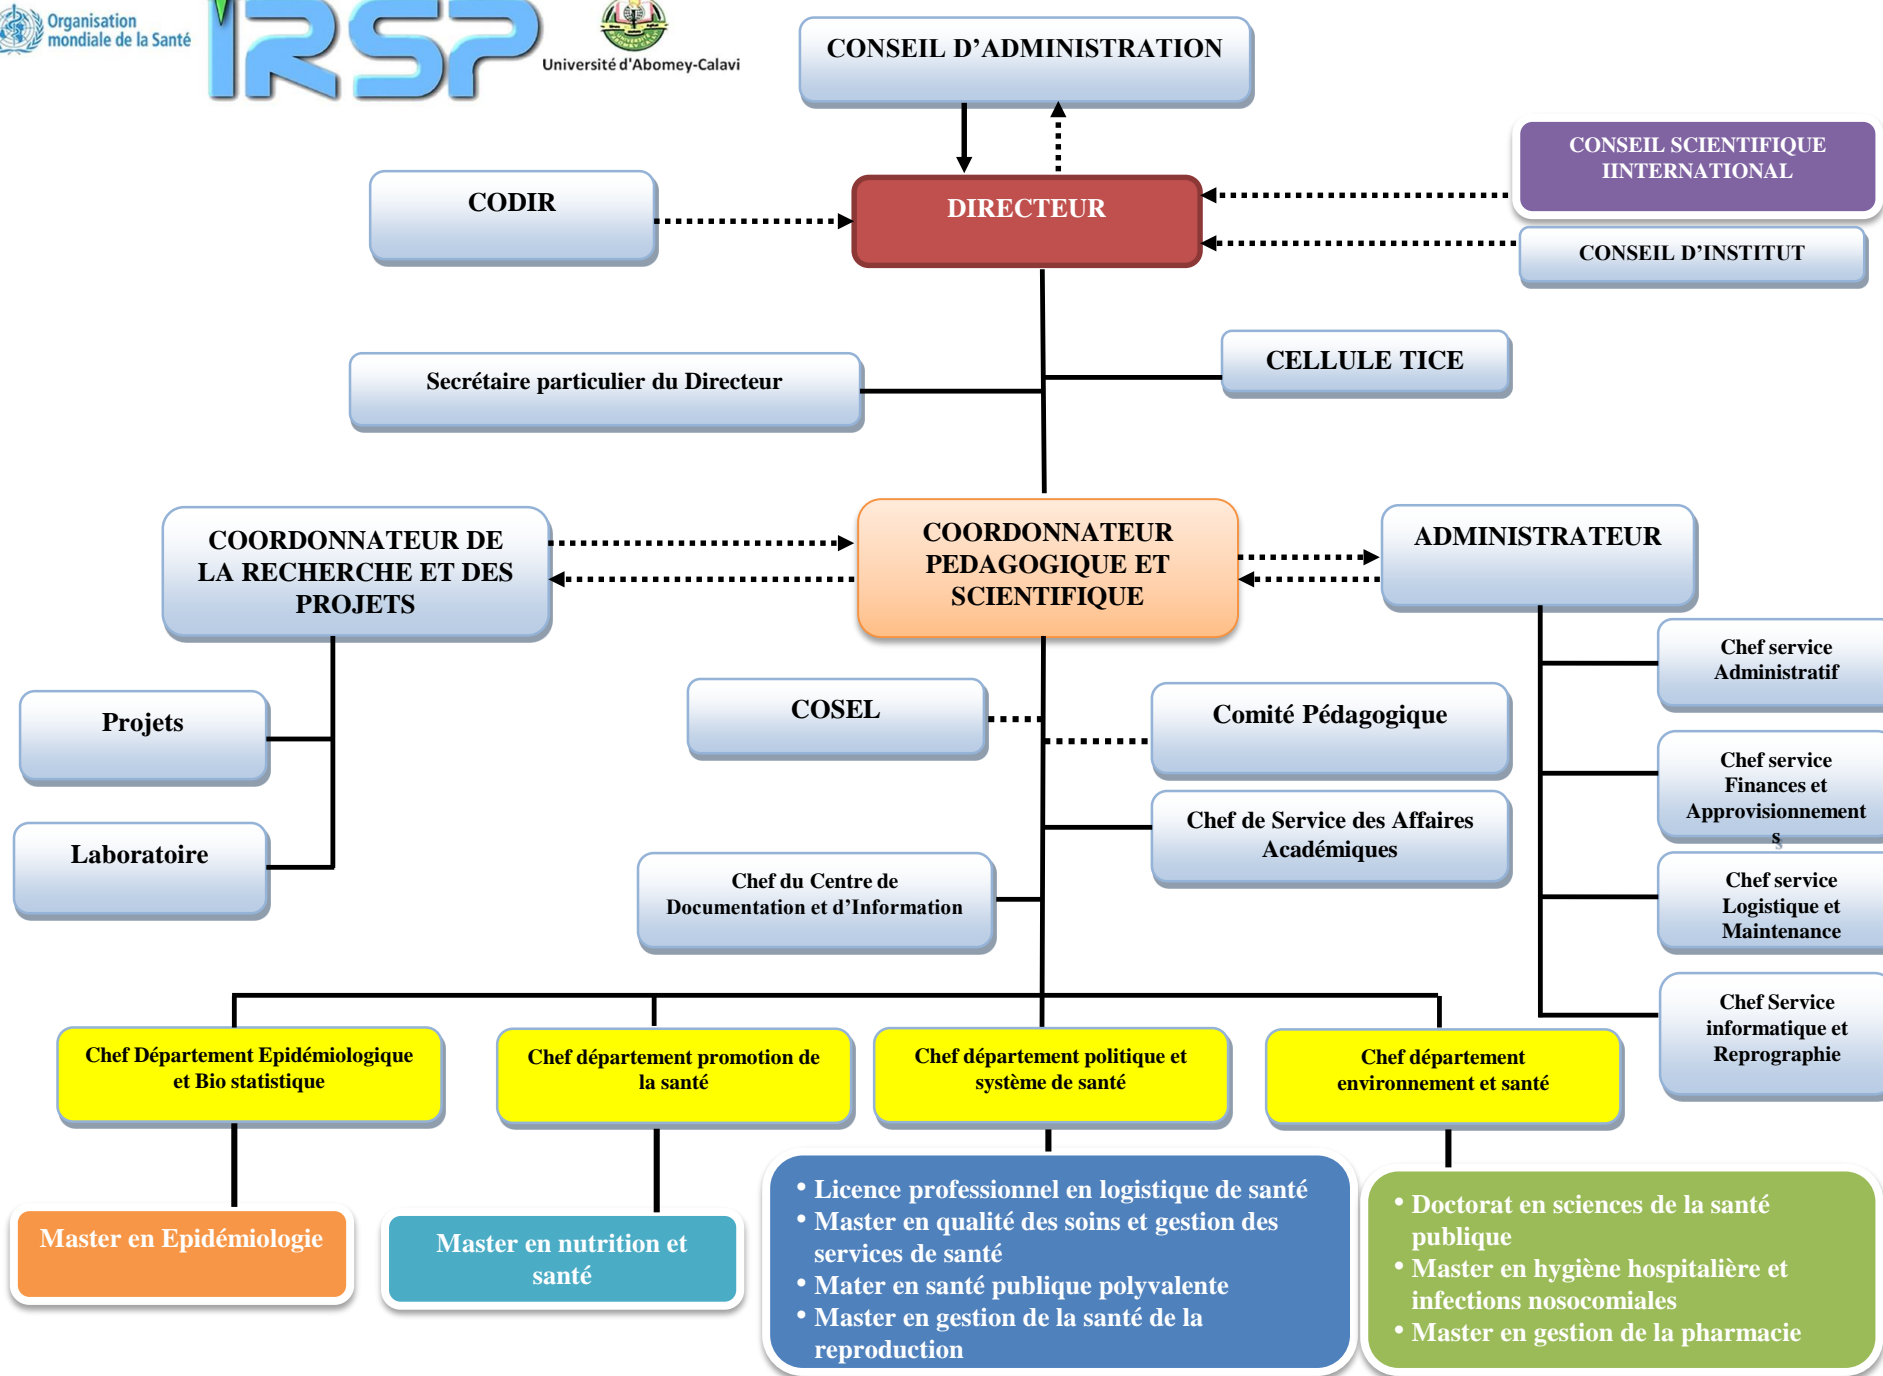 Organisation
mondiale de la Santé
IRSP
Université d'Abomey-Calavi
CONSEIL D'ADMINISTRATION
CONSEIL SCIENTIFIQUE
IINTERNATIONAL
CODIR
DIRECTEUR
CONSEIL D'INSTITUT
Secrétaire particulier du Directeur
CELLULE TICE
COORDONNATEUR DE
LA RECHERCHE ET DES
PROJETS
COORDONNATEUR
PEDAGOGIQUE ET
SCIENTIFIQUE
ADMINISTRATEUR
Projets
Laboratoire
COSEL
Comité Pédagogique
Chef de Service des Affaires
Académiques
Chef du Centre de
Documentation et d'Information
Chef service
Administratif
Chef service
Finances et
Approvisionnement
s
Chef service
Logistique et
Maintenance
Chef Service
informatique et
Reprographie
Chef Département Epidémiologique
et Bio statistique
Chef département promotion de
la santé
Chef département politique et
système de santé
Chef département
environnement et santé
Master en Epidémiologie
Master en nutrition et
santé
• Licence professionnel en logistique de santé
• Master en qualité des soins et gestion des
services de santé
• Mater en santé publique polyvalente
• Master en gestion de la santé de la
reproduction
• Doctorat en sciences de la santé
publique
• Master en hygiène hospitalière et
infections nosocomiales
• Master en gestion de la pharmacie